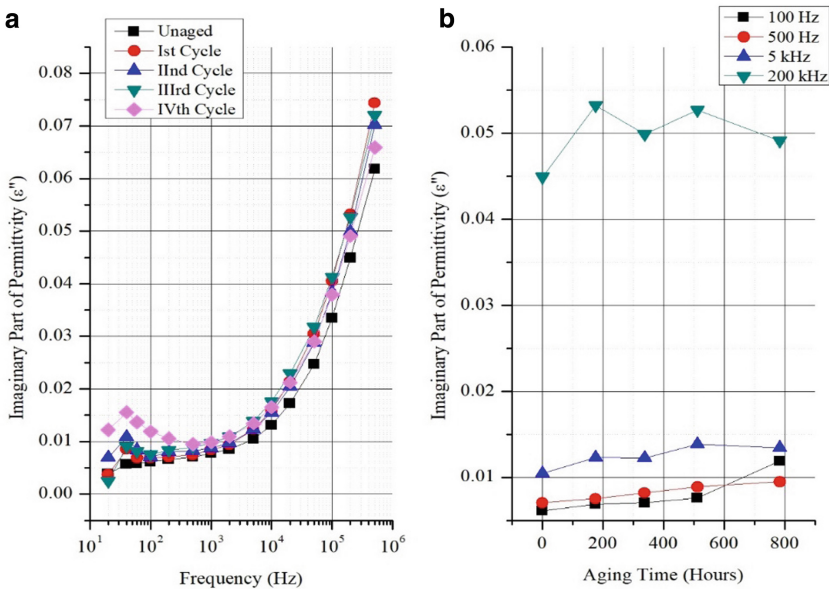 a
Unaged
Ist Cycle
IInd Cycle
IIIrd Cycle
IVth Cycle
0.08
0.07
0.06
0.05
0.04
0.03
0.02
0.01
0.00
Imaginary Part of Permittivity (ε")
10¹
10²
10³
10⁴
10⁵
10⁶
Frequency (Hz)
b
100 Hz
500 Hz
5 kHz
200 kHz
0.06
0.05
0.04
0.03
0.02
0.01
Imaginary Part of Permittivity (ε")
0
200
400
600
800
Aging Time (Hours)